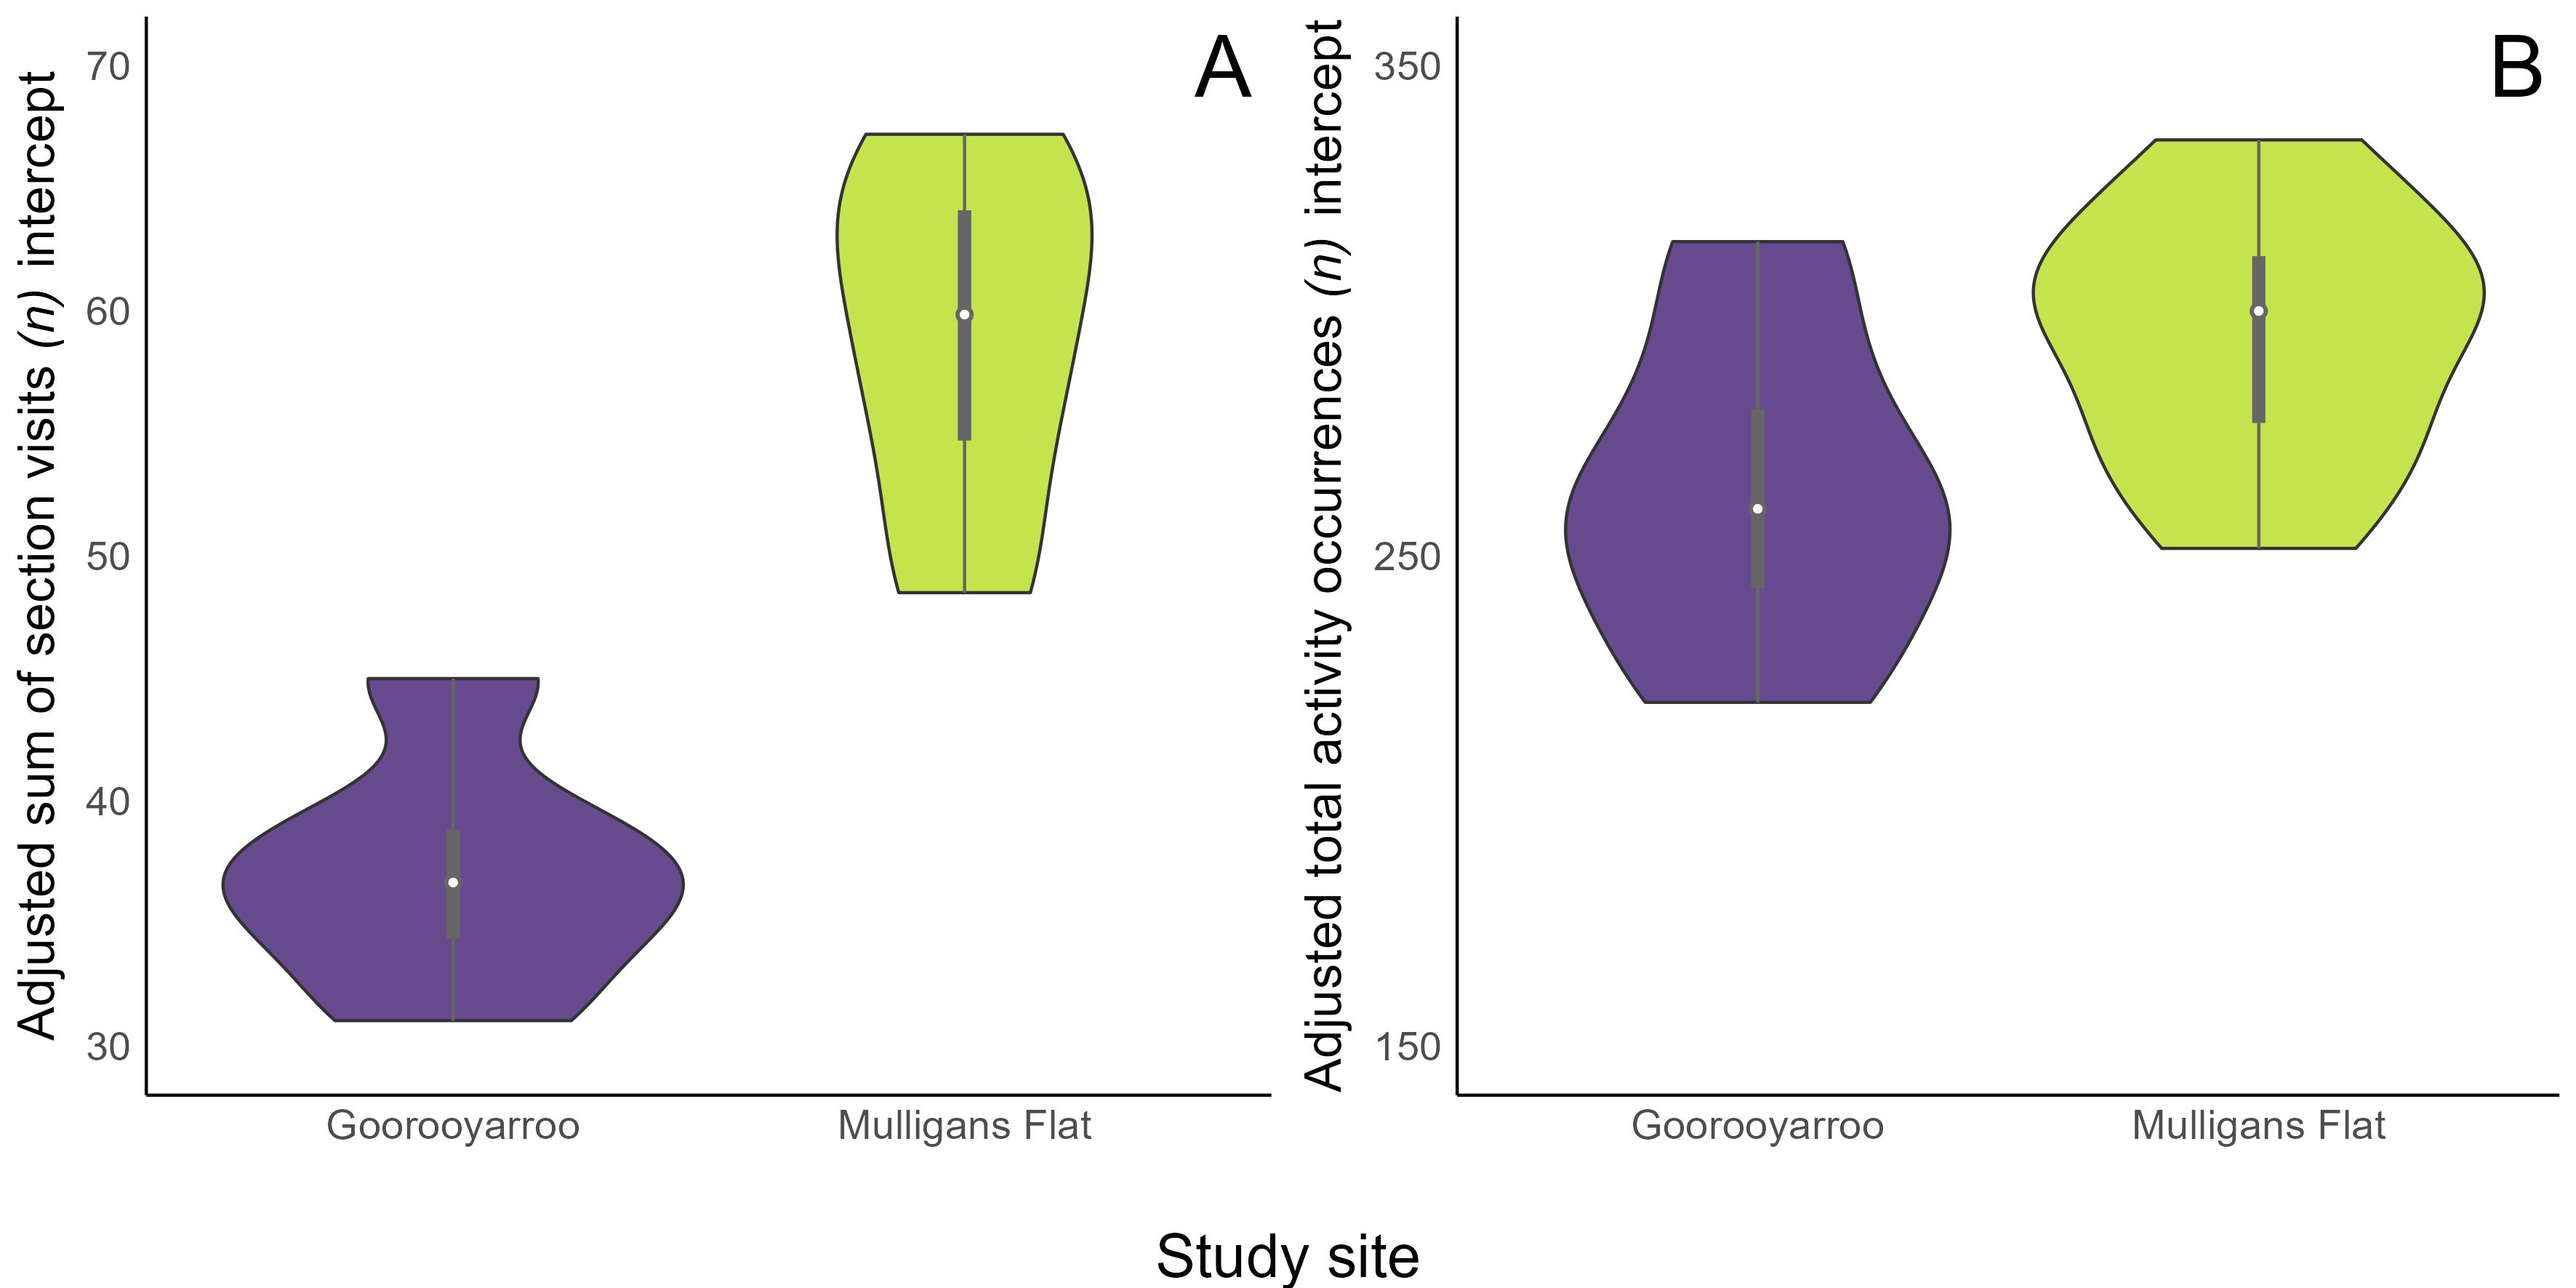 Adjusted sum of section visits (n) intercept
70
60
50
40
30
A
Goorooyarroo
Mulligans Flat
Adjusted total activity occurrences (n) intercept
350
250
150
B
Goorooyarroo
Mulligans Flat
Study site